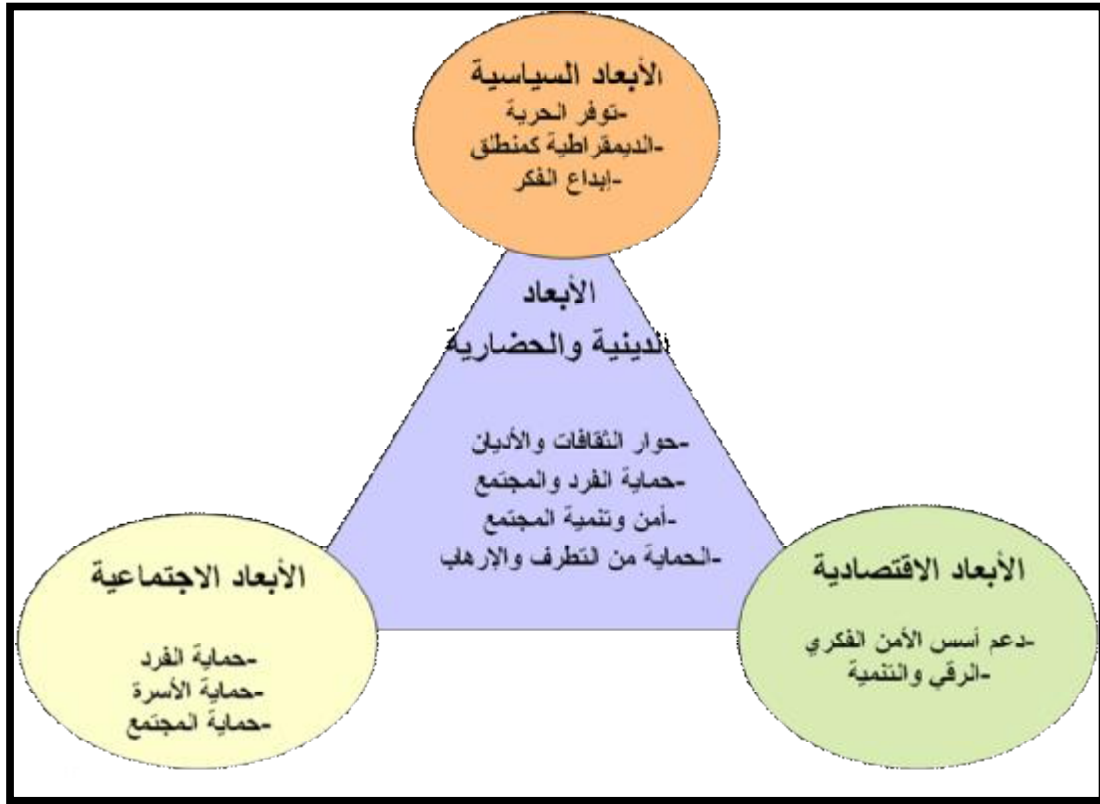 الأبعاد السياسية
-توفر الحرية
-الديمقراطية كمنطلق
-إبداع الفكر
الأبعاد
الدينية والحضارية
-حوار الثقافات والأديان
-حماية الفرد والمجتمع
-أمن وتنمية المجتمع
-الحماية من التطرف والإرهاب
الأبعاد الاقتصادية
-دعم أسس الأمن الفكري
-الرقي والتنمية
الأبعاد الاجتماعية
-حماية الفرد
-حماية الأسرة
-حماية المجتمع